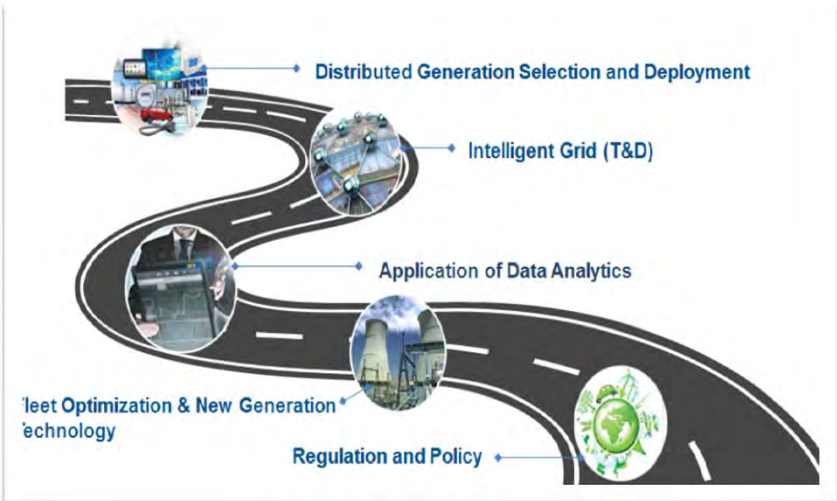 Distributed Generation Selection and Deployment
Intelligent Grid (T&D)
Application of Data Analytics
leet Optimization & New Generation
echnology
Regulation and Policy